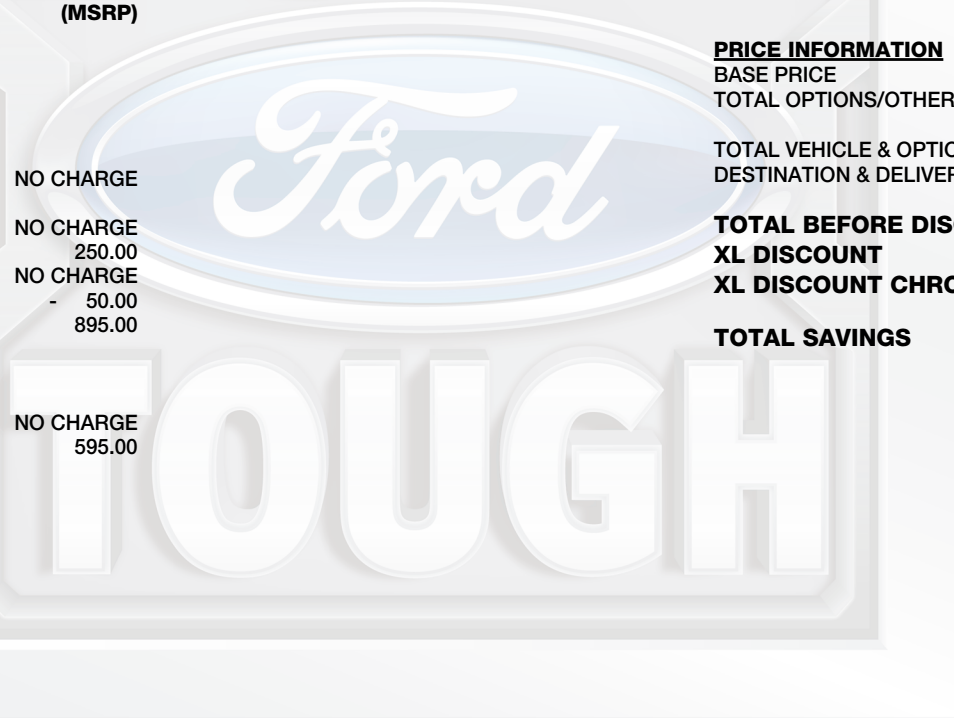 (MSRP)
NO CHARGE
NO CHARGE
250.00
NO CHARGE
- 50.00
895.00
NO CHARGE
595.00
PRICE INFORMATION
BASE PRICE
TOTAL OPTIONS/OTHER
TOTAL VEHICLE & OPTIO
DESTINATION & DELIVER
TOTAL BEFORE DISC
XL DISCOUNT
XL DISCOUNT CHRO
TOTAL SAVINGS
Ford
TOUGH